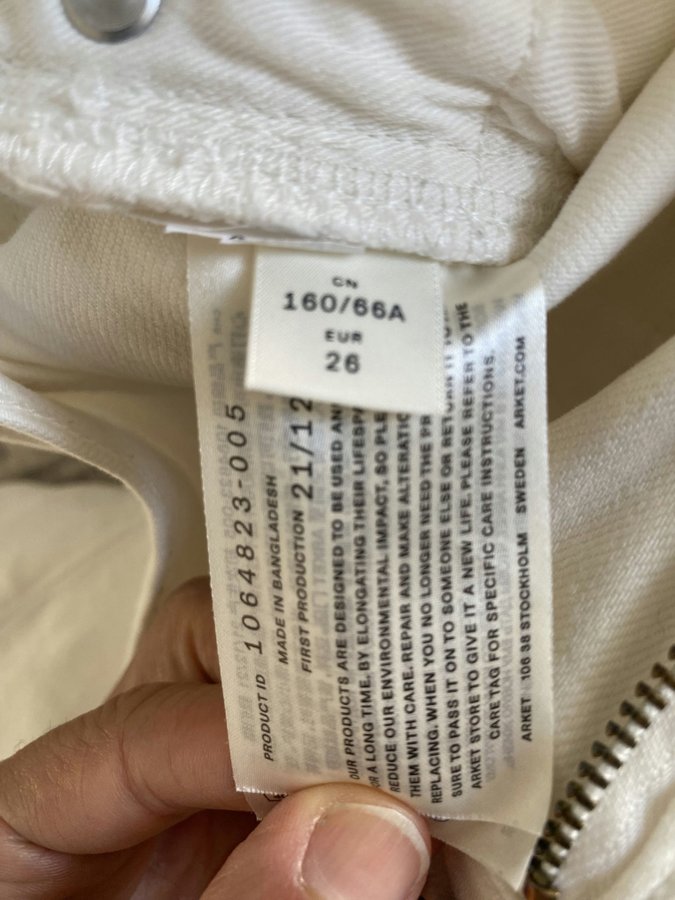 CN
160/66A
EUR
26
PRODUCT ID 1064823-005
MADE IN BANGLADESH
FIRST PRODUCTION 21/12
OUR PRODUCTS ARE DESIGNED TO BE USED AN
A LONG TIME. BY ELONGATING THEIR LIFESP
REDUCE OUR ENVIRONMENTAL IMPACT, SO PLE
THEM WITH CARE. REPAIR AND MAKE ALTERATIO
REPLACING. WHEN YOU NO LONGER NEED THE PR
SURE TO PASS IT ON TO SOMEONE ELSE OR RETURN IT
ARKET STORE TO GIVE IT A NEW LIFE. PLEASE REFER TO THE
CARE TAG FOR SPECIFIC CARE INSTRUCTIONS.
ARKET 106 38 STOCKHOLM SWEDEN ARKET.COM